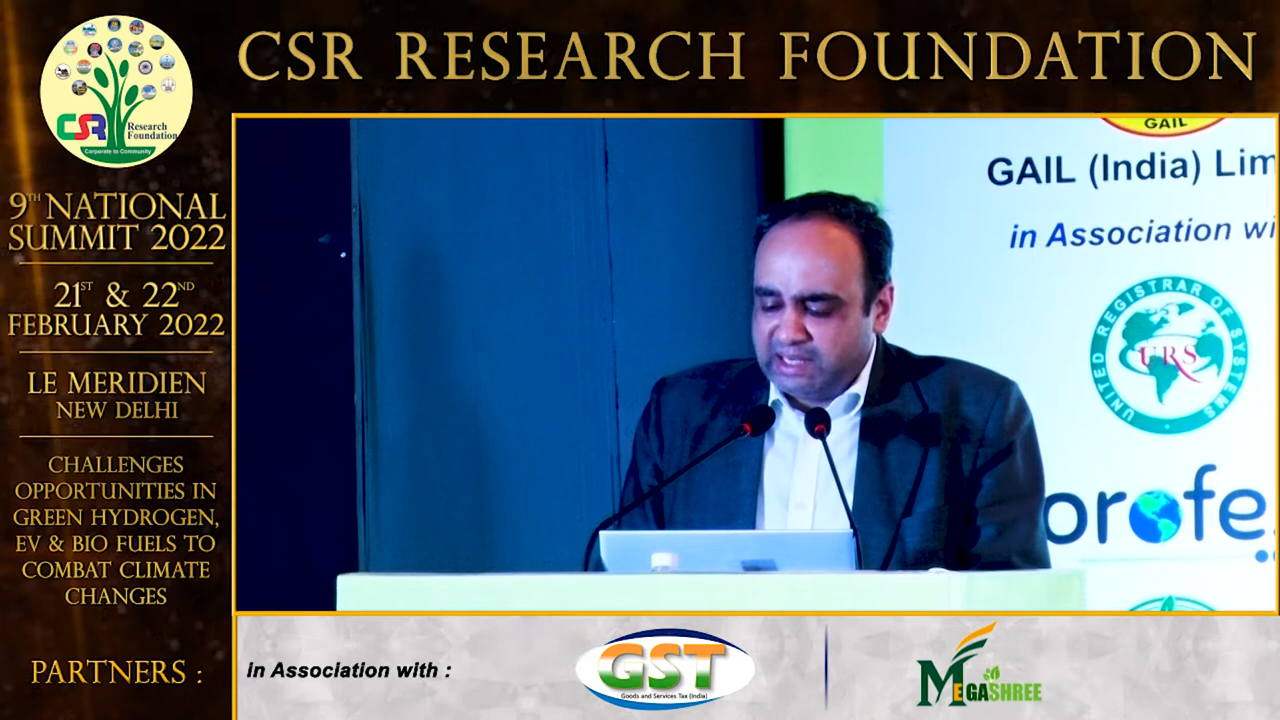 CSR RESEARCH FOUNDATION
CSR
Research
Foundation
Corporate to Community
9TH NATIONAL
SUMMIT 2022
21ST & 22ND
FEBRUARY 2022
LE MERIDIEN
NEW DELHI
CHALLENGES
OPPORTUNITIES IN
GREEN HYDROGEN,
EV & BIO FUELS TO
COMBAT CLIMATE
CHANGES
PARTNERS :
GAIL
GAIL (India) Lim
in Association wi
UNITED REGISTRAR OF SYSTEMS
URS
profe
in Association with :
GST
Goods and Services Tax (India)
MEGASHREE